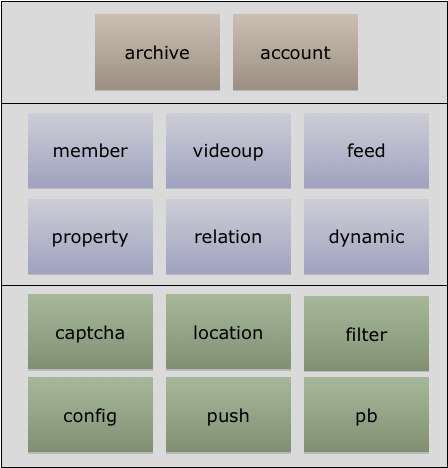 archive account
member videoup feed
property relation dynamic
captcha location filter
config push pb